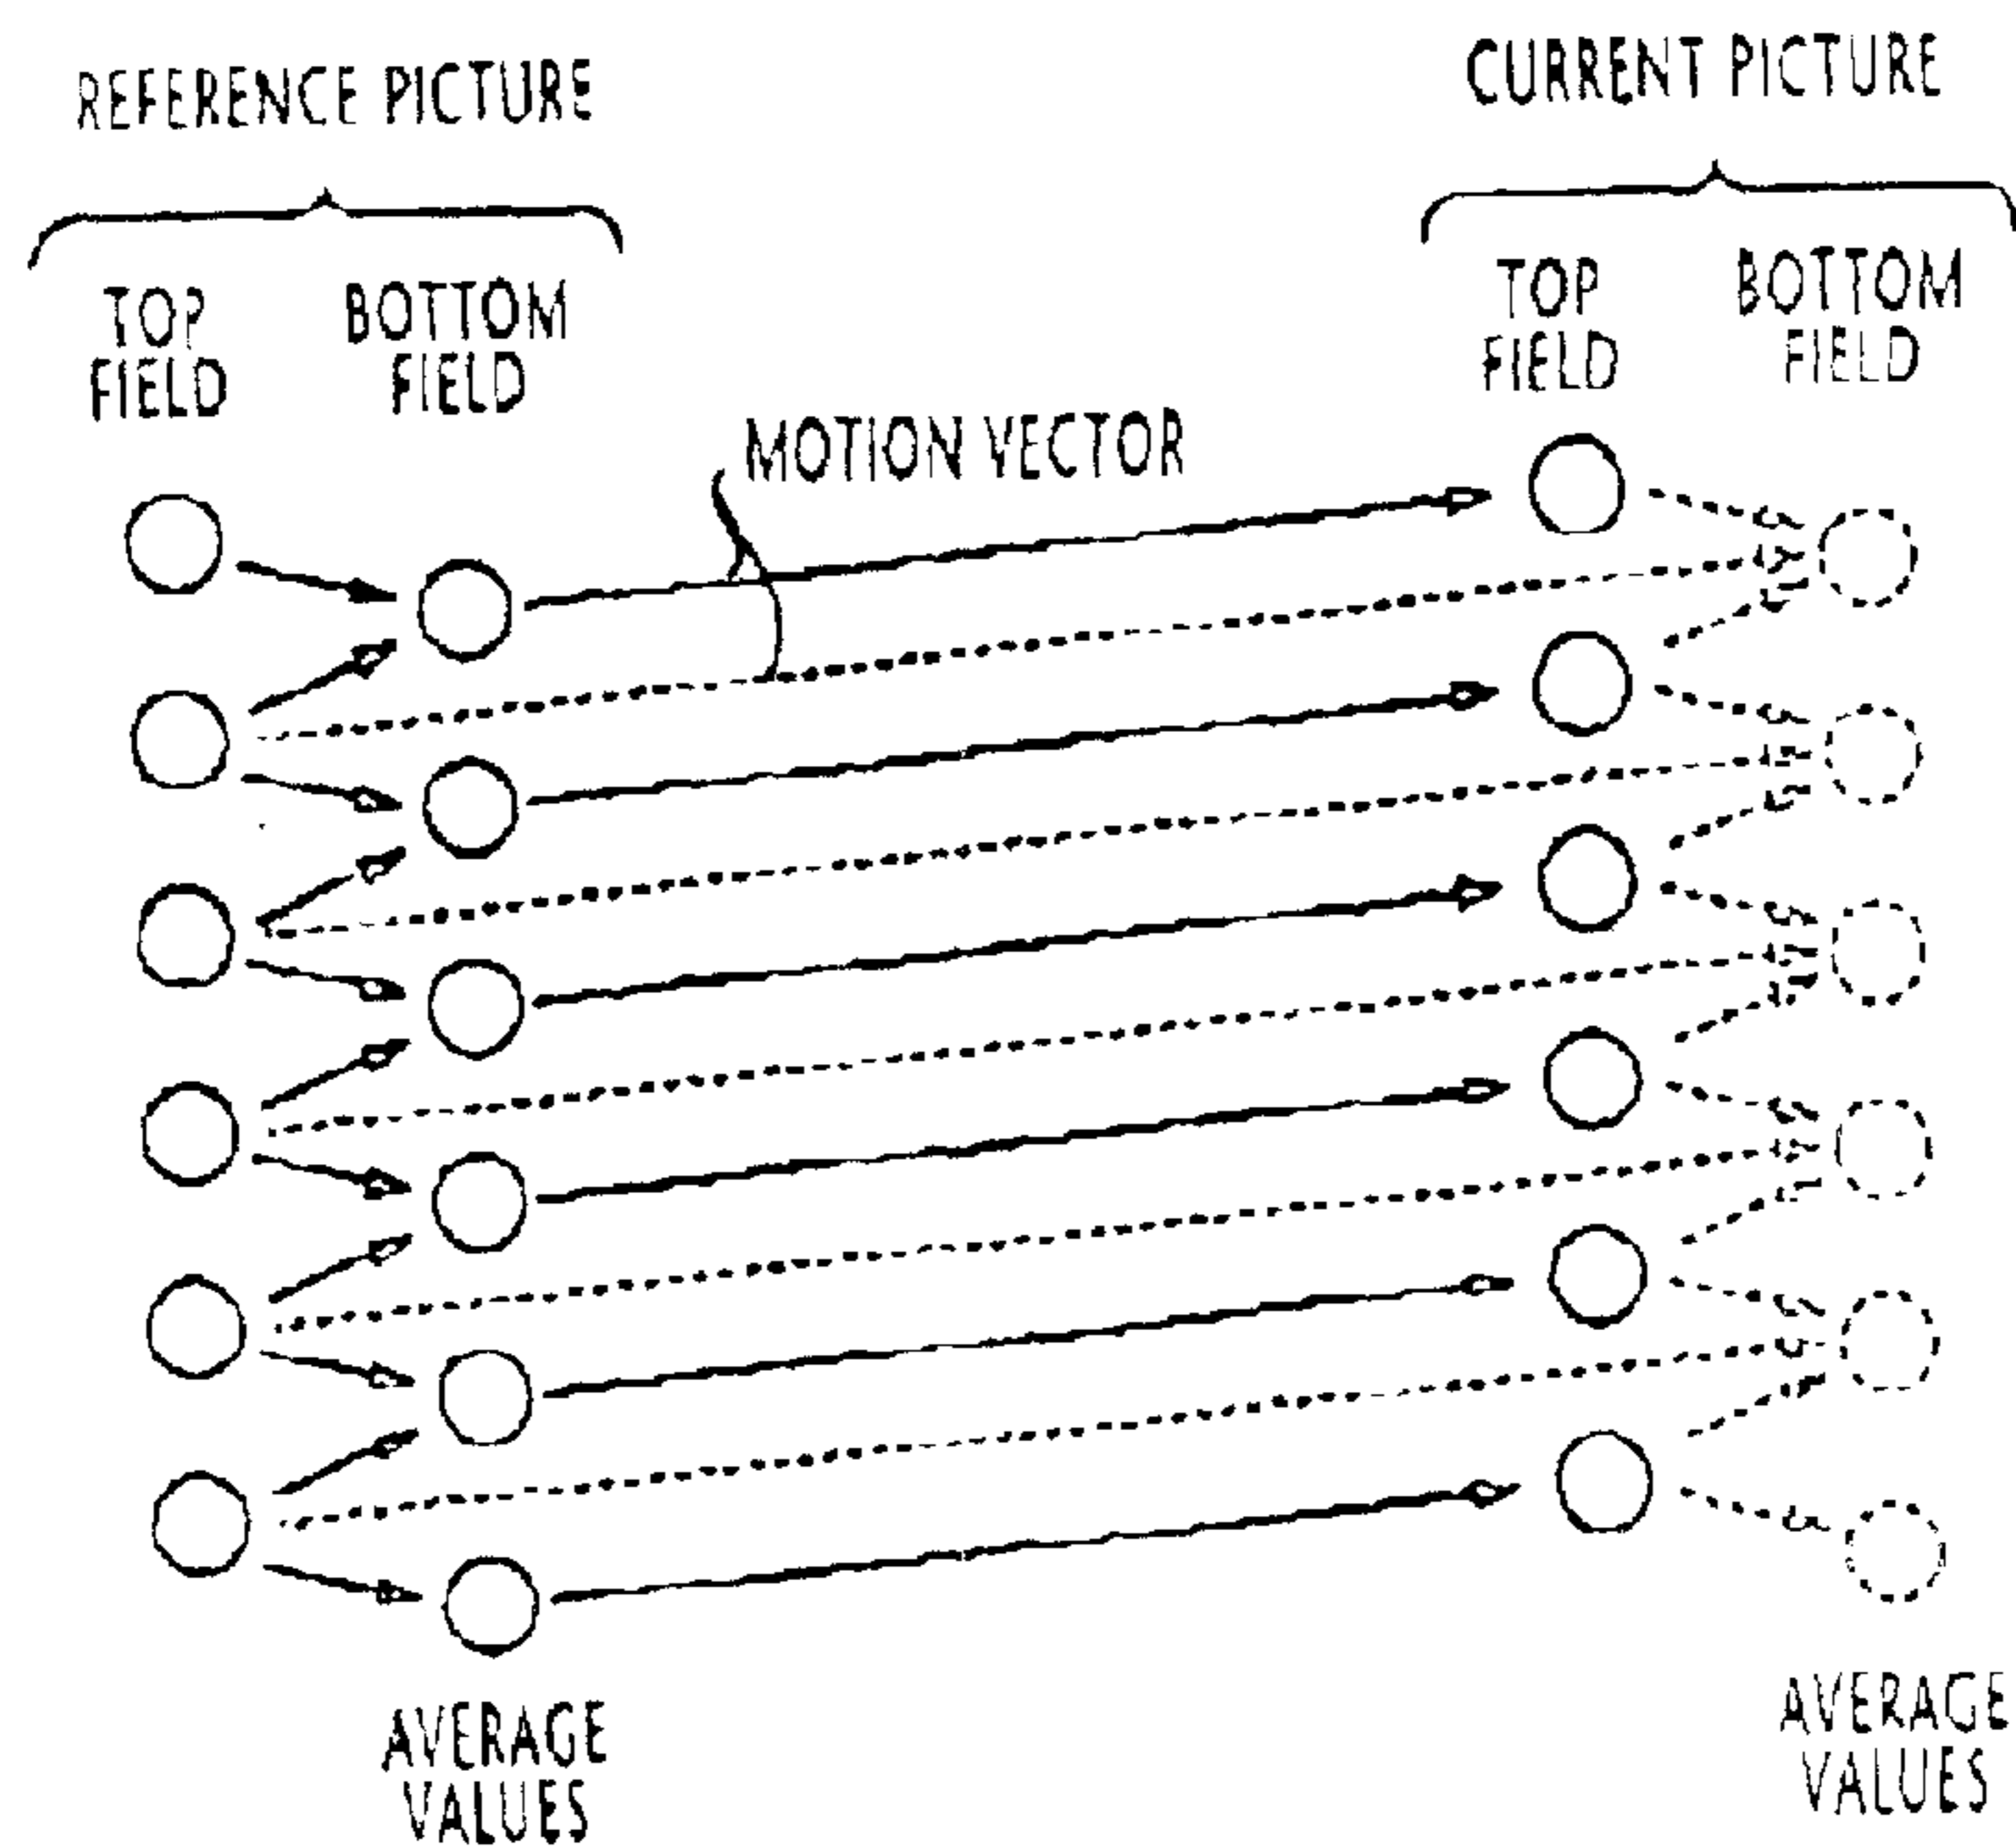 REFERENCE PICTURE
CURRENT PICTURE
TOP
FIELD
BOTTOM
FIELD
TOP
FIELD
BOTTOM
FIELD
MOTION VECTOR
AVERAGE
VALUES
AVERAGE
VALUES